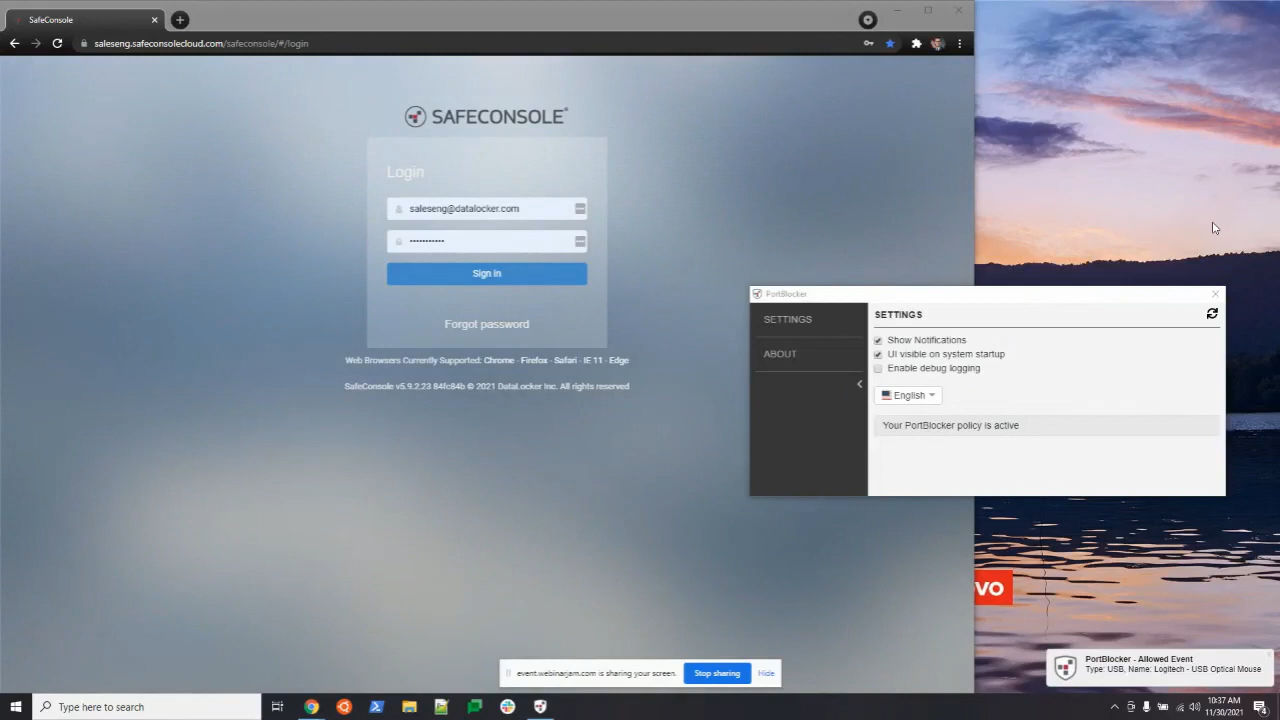 SafeConsole
saleseng.safeconsolecloud.com/safeconsole/#/login
SAFECONSOLE®
Login
saleseng@datalocker.com
•••••••••••
Sign in
Forgot password
Web Browsers Currently Supported: Chrome - Firefox - Safari - IE 11 - Edge
SafeConsole v5.9.2.23 84fc84b © 2021 DataLocker Inc. All rights reserved
PortBlocker
SETTINGS
ABOUT
SETTINGS
Show Notifications
UI visible on system startup
Enable debug logging
English
Your PortBlocker policy is active
VO
PortBlocker - Allowed Event
Type: USB, Name: Logitech - USB Optical Mouse
event.webinarjam.com is sharing your screen.
Stop sharing
Hide
Type here to search
10:37 AM
11/30/2021
4